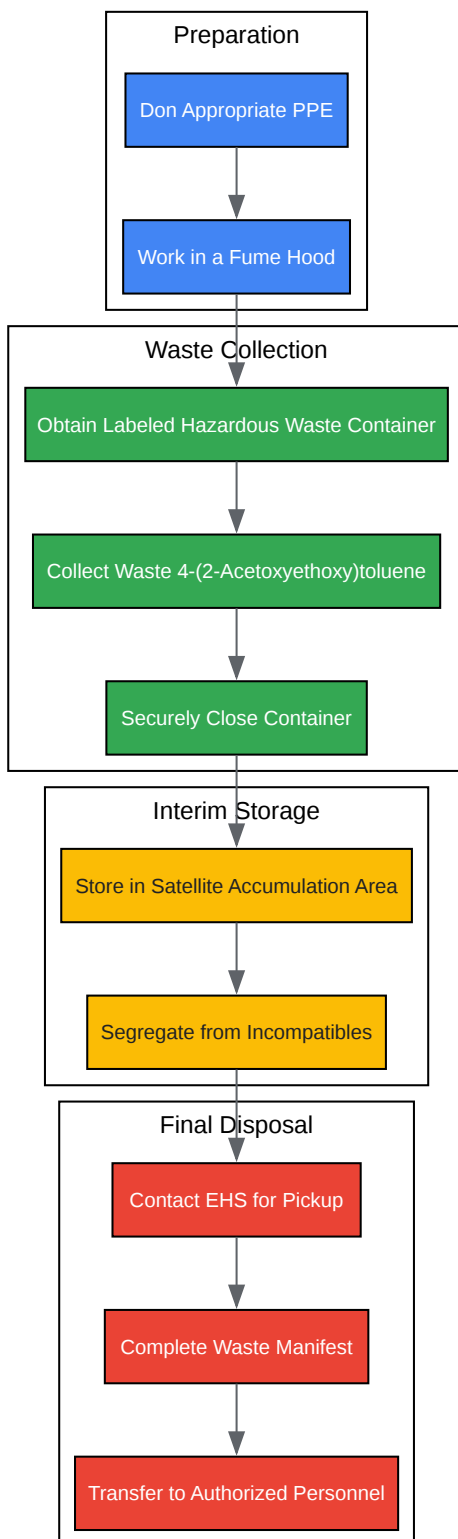 Preparation
Don Appropriate PPE
Work in a Fume Hood
Waste Collection
Obtain Labeled Hazardous Waste Container
Collect Waste 4-(2-Acetoxyethoxy)toluene
Securely Close Container
Interim Storage
Store in Satellite Accumulation Area
Segregate from Incompatibles
Final Disposal
Contact EHS for Pickup
Complete Waste Manifest
Transfer to Authorized Personnel